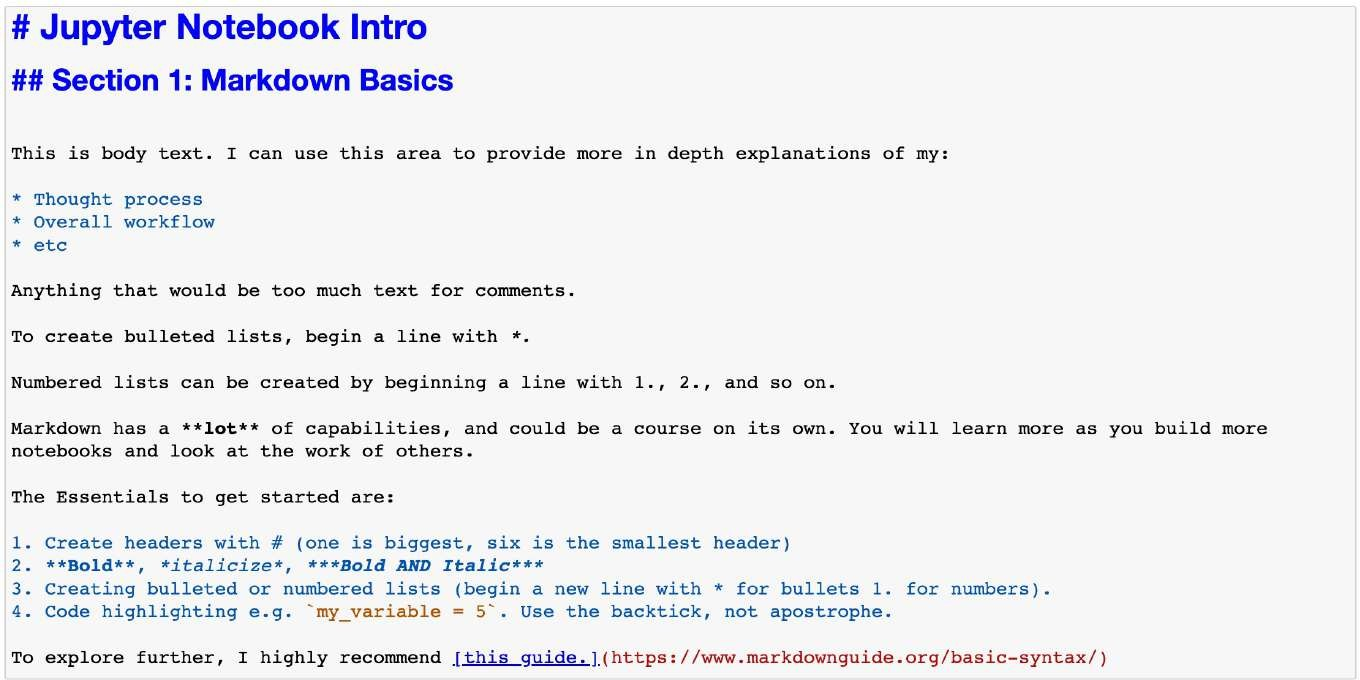 # Jupyter Notebook Intro
## Section 1: Markdown Basics
This is body text. I can use this area to provide more in depth explanations of my:
* Thought process
* Overall workflow
* etc
Anything that would be too much text for comments.
To create bulleted lists, begin a line with *.
Numbered lists can be created by beginning a line with 1., 2., and so on.
Markdown has a **lot** of capabilities, and could be a course on its own. You will learn more as you build more
notebooks and look at the work of others.
The Essentials to get started are:
1. Create headers with # (one is biggest, six is the smallest header)
2. **Bold**, *italicize*, ***Bold AND Italic***
3. Creating bulleted or numbered lists (begin a new line with * for bullets 1. for numbers).
4. Code highlighting e.g. `my_variable = 5`. Use the backtick, not apostrophe.
To explore further, I highly recommend [this guide.](https://www.markdownguide.org/basic-syntax/)